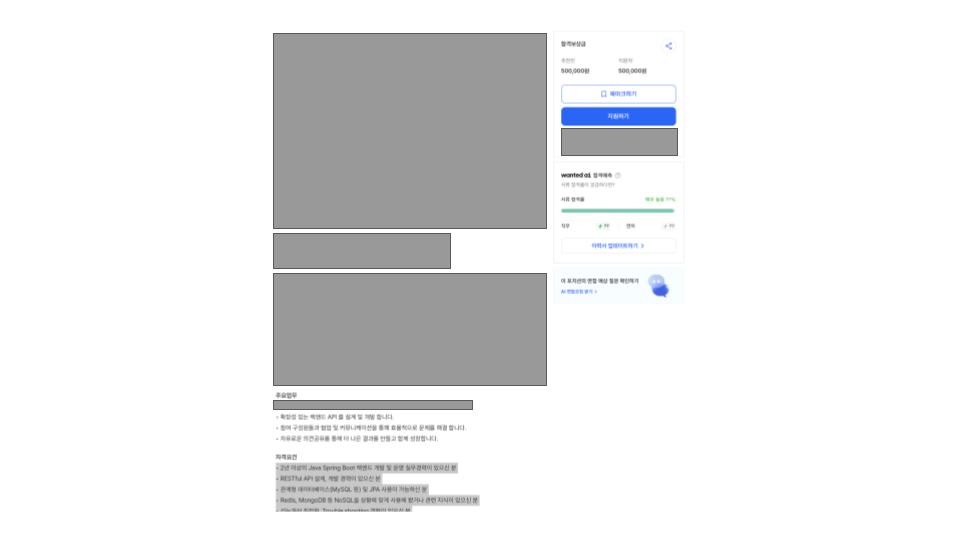 합격보상금
추천인
지원자
500,000원
500,000원
북마크하기
지원하기
wanted ai. 합격예측
서류 합격률이 궁금하다면?
서류 합격률
매우 높음 ??%
직무
??
연차
??
이력서 업데이트하기 >
이 포지션의 면접 예상 질문 확인하기
AI 면접코칭 받기 >
주요업무
• 확장성 있는 백엔드 API 를 설계 및 개발 합니다.
• 팀에 구성원들과 협업 및 커뮤니케이션을 통해 효율적으로 문제를 해결 합니다.
• 자유로운 의견공유를 통해 더 나은 결과를 만들고 함께 성장합니다.
자격요건
• 2년 이상의 Java Spring Boot 백엔드 개발 및 운영 실무경력이 있으신 분
• RESTful API 설계, 개발 경력이 있으신 분
• 관계형 데이터베이스(MySQL 등) 및 JPA 사용이 가능하신 분
• Redis, MongoDB 등 NoSQL을 상황에 맞게 사용해 봤거나 관련 지식이 있으신 분
Trouble shooting 경험이 있으신 분